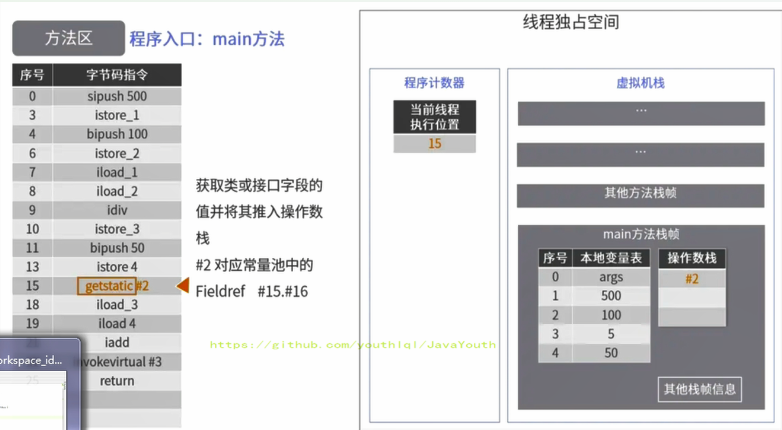 方法区
程序入口：main方法
序号 字节码指令
0 sipush 500
3 istore_1
4 bipush 100
6 istore_2
7 iload_1
8 iload_2
9 idiv
10 istore_3
11 bipush 50
13 istore 4
15 getstatic #2
18 iload_3
19 iload 4
iadd
invokevirtual #3
return
orkspace_id...
获取类或接口字段的
值并将其推入操作数
栈
#2 对应常量池中的
Fieldref #15.#16
https://github.com/youthlql/JavaYouth
线程独占空间
程序计数器
当前线程
执行位置
15
虚拟机栈
...
...
其他方法栈帧
main方法栈帧
序号 本地变量表
0 args
1 500
2 100
3 5
4 50
操作数栈
#2
其他栈帧信息